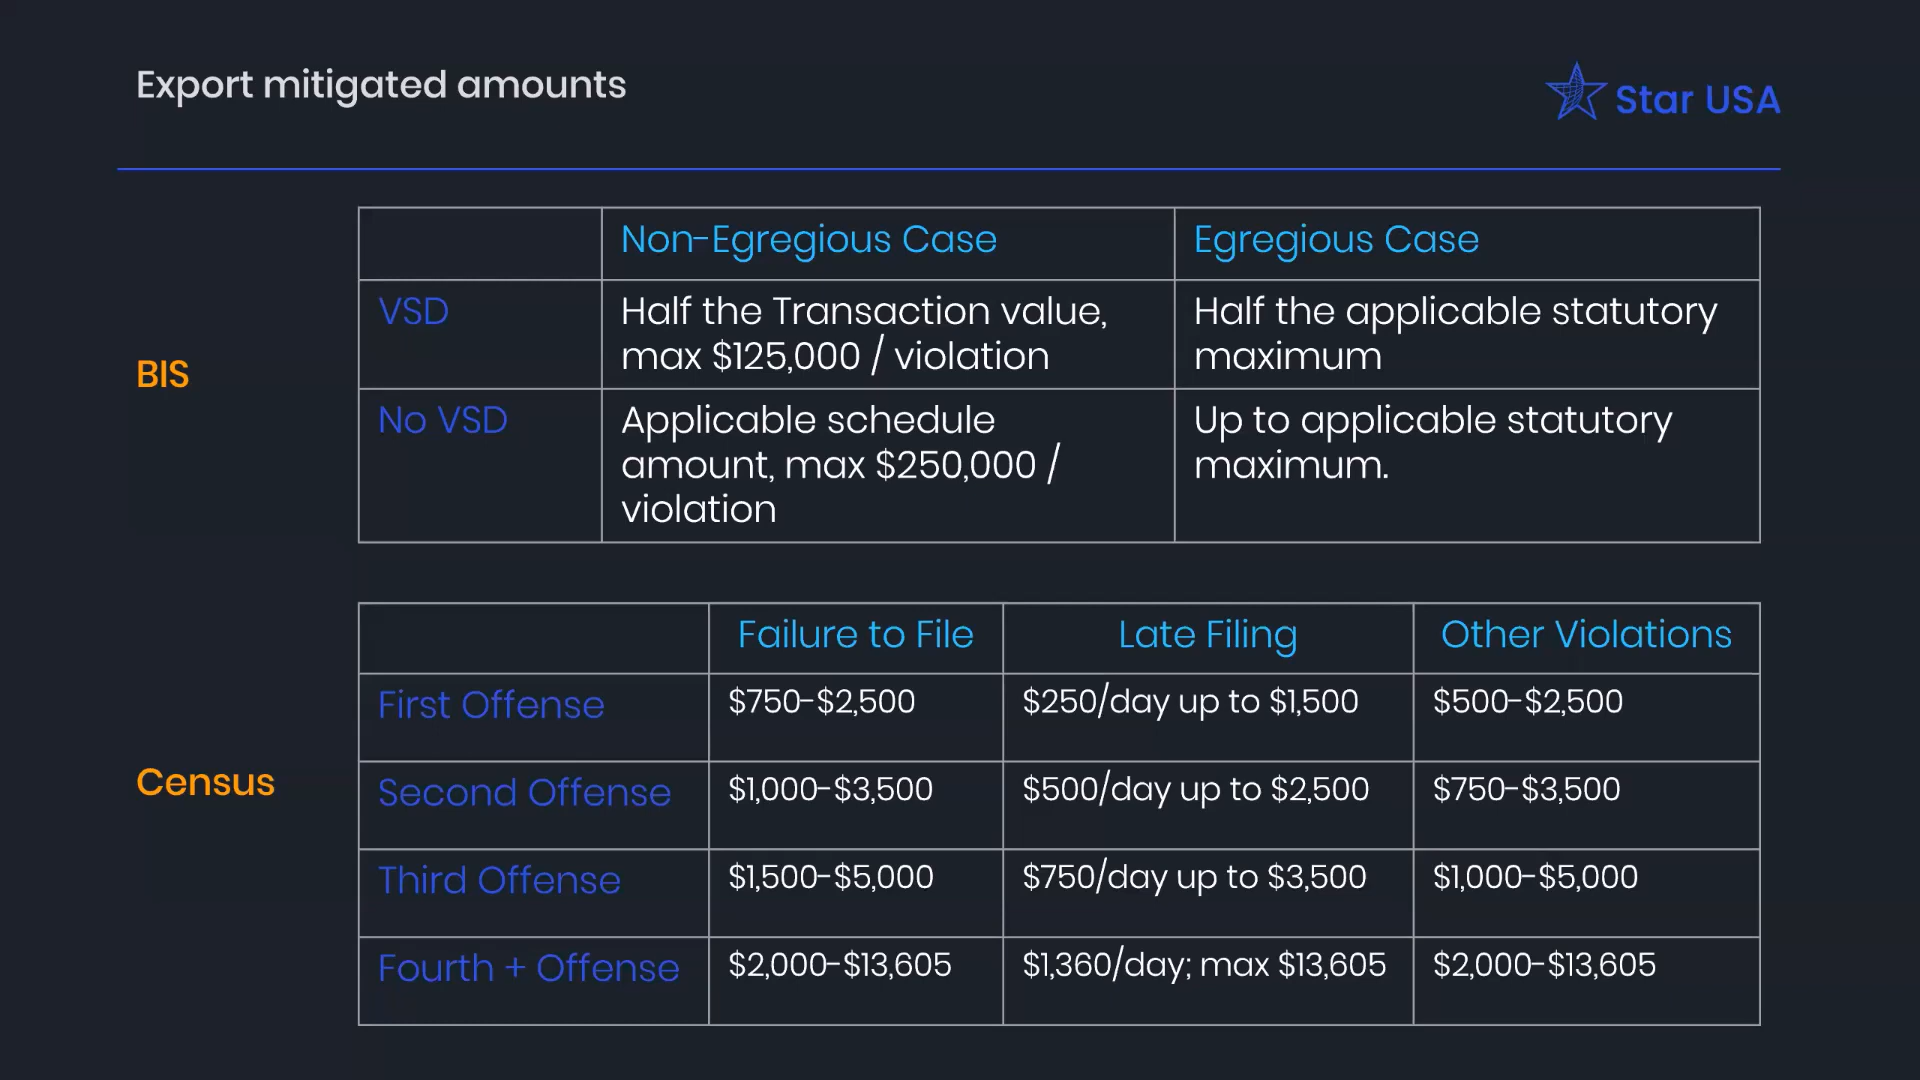 Export mitigated amounts
Star USA
Non-Egregious Case
Egregious Case
BIS
VSD
Half the Transaction value,
max $125,000 / violation
Half the applicable statutory
maximum
No VSD
Applicable schedule
amount, max $250,000 /
violation
Up to applicable statutory
maximum.
Failure to File
Late Filing
Other Violations
Census
First Offense
$750-$2,500
$250/day up to $1,500
$500-$2,500
Second Offense
$1,000-$3,500
$500/day up to $2,500
$750-$3,500
Third Offense
$1,500-$5,000
$750/day up to $3,500
$1,000-$5,000
Fourth + Offense
$2,000-$13,605
$1,360/day; max $13,605
$2,000-$13,605